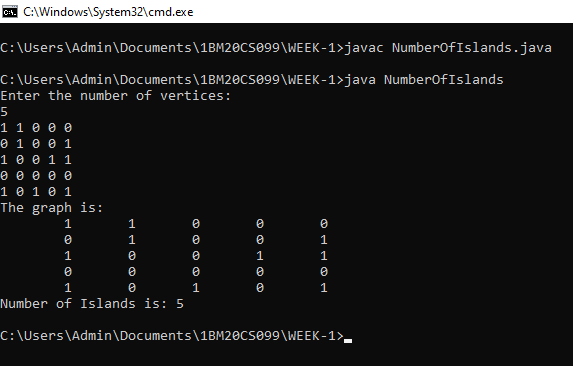 C:\Windows\System32\cmd.exe
C:\Users\Admin\Documents\1BM20CS099\WEEK-1>javac NumberOfIslands.java
C:\Users\Admin\Documents\1BM20CS099\WEEK-1>java NumberOfIslands
Enter the number of vertices:
5
1 1 0 0 0
0 1 0 0 1
1 0 0 1 1
0 0 0 0 0
1 0 1 0 1
The graph is:
1 1 0 0 0
0 1 0 0 1
1 0 0 1 1
0 0 0 0 0
1 0 1 0 1
Number of Islands is: 5
C:\Users\Admin\Documents\1BM20CS099\WEEK-1>